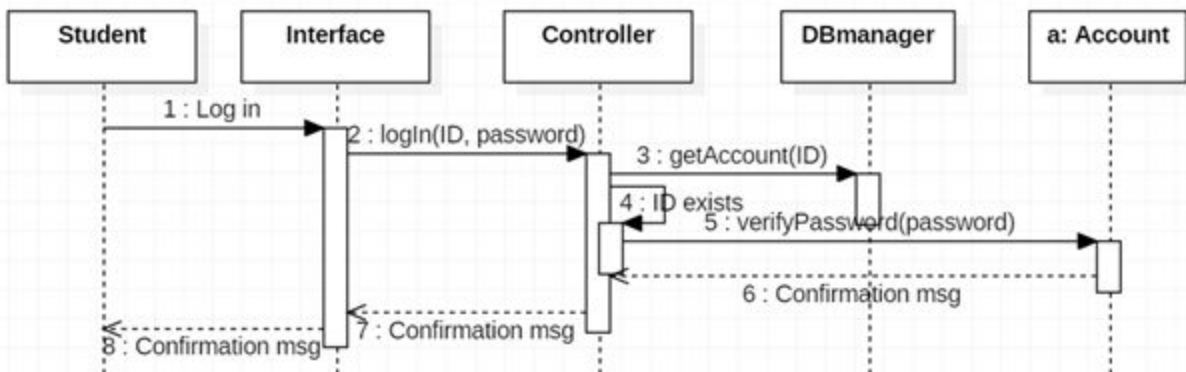 Student
Interface
Controller
DBmanager
a: Account
1 : Log in
2 : logIn(ID, password)
3 : getAccount(ID)
4 : ID exists
5 : verifyPassword(password)
6 : Confirmation msg
7 : Confirmation msg
8 : Confirmation msg